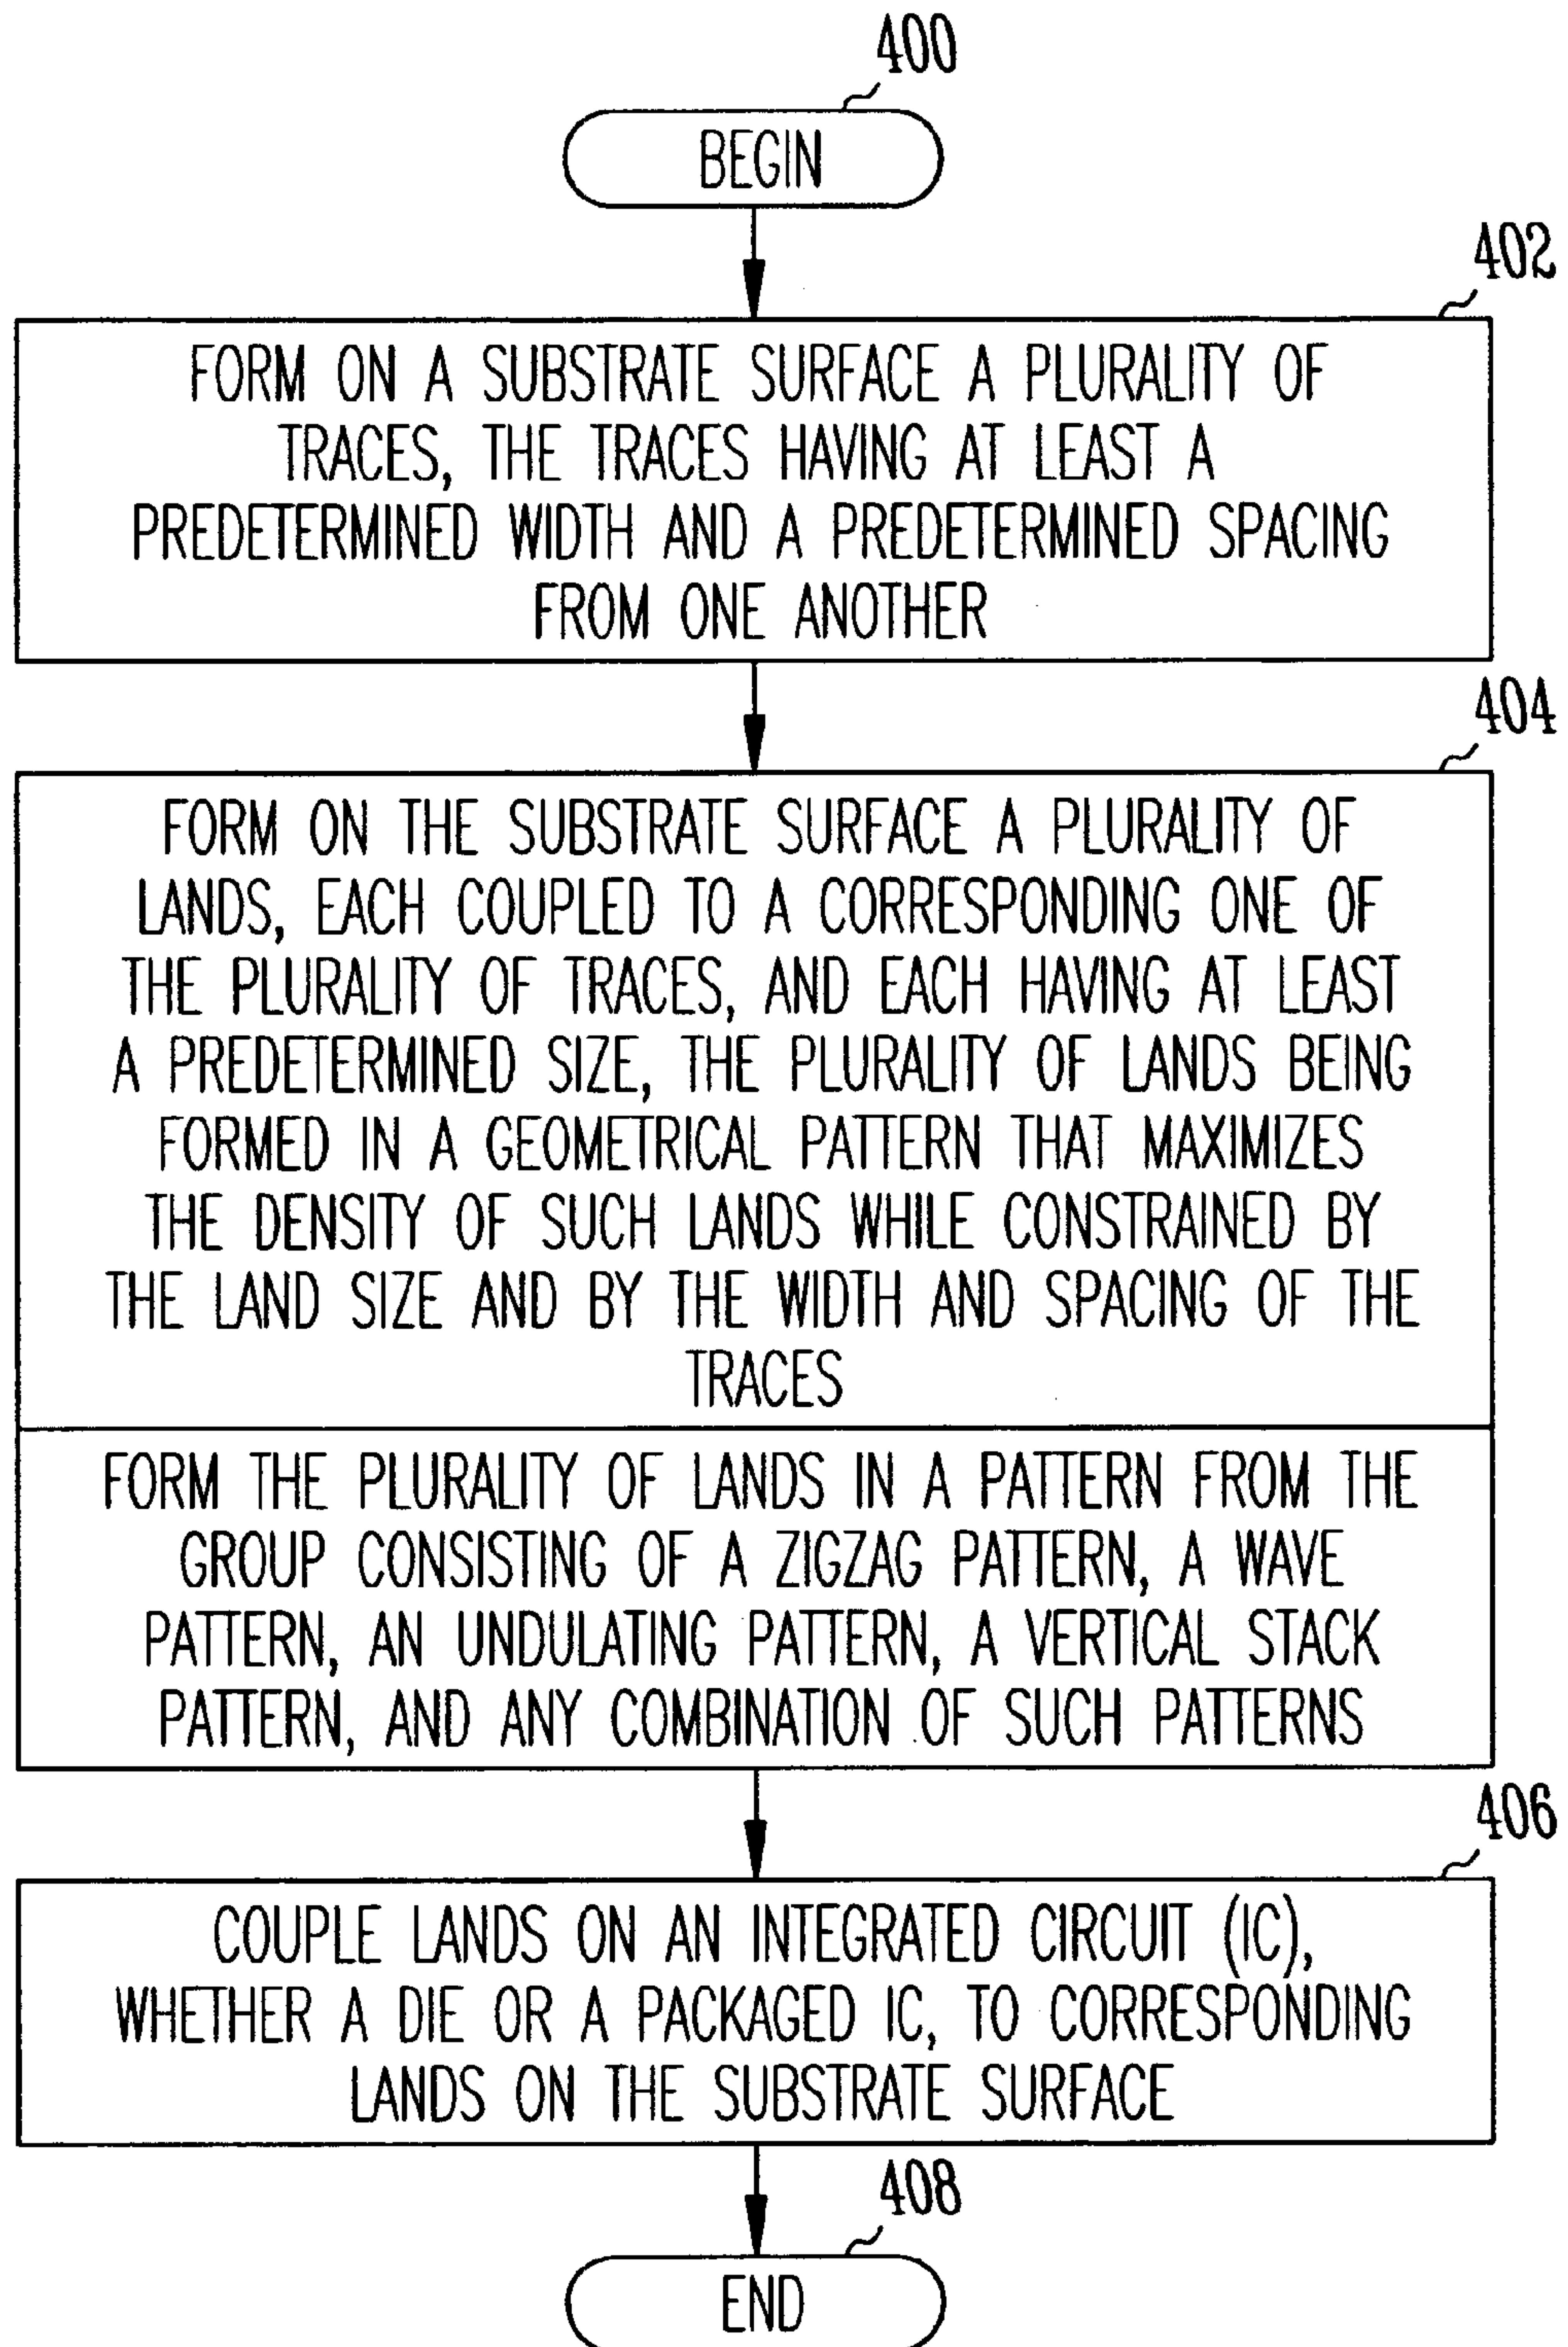 400
BEGIN
402
FORM ON A SUBSTRATE SURFACE A PLURALITY OF
TRACES, THE TRACES HAVING AT LEAST A
PREDETERMINED WIDTH AND A PREDETERMINED SPACING
FROM ONE ANOTHER
404
FORM ON THE SUBSTRATE SURFACE A PLURALITY OF
LANDS, EACH COUPLED TO A CORRESPONDING ONE OF
THE PLURALITY OF TRACES, AND EACH HAVING AT LEAST
A PREDETERMINED SIZE, THE PLURALITY OF LANDS BEING
FORMED IN A GEOMETRICAL PATTERN THAT MAXIMIZES
THE DENSITY OF SUCH LANDS WHILE CONSTRAINED BY
THE LAND SIZE AND BY THE WIDTH AND SPACING OF THE
TRACES
FORM THE PLURALITY OF LANDS IN A PATTERN FROM THE
GROUP CONSISTING OF A ZIGZAG PATTERN, A WAVE
PATTERN, AN UNDULATING PATTERN, A VERTICAL STACK
PATTERN, AND ANY COMBINATION OF SUCH PATTERNS
406
COUPLE LANDS ON AN INTEGRATED CIRCUIT (IC),
WHETHER A DIE OR A PACKAGED IC, TO CORRESPONDING
LANDS ON THE SUBSTRATE SURFACE
408
END